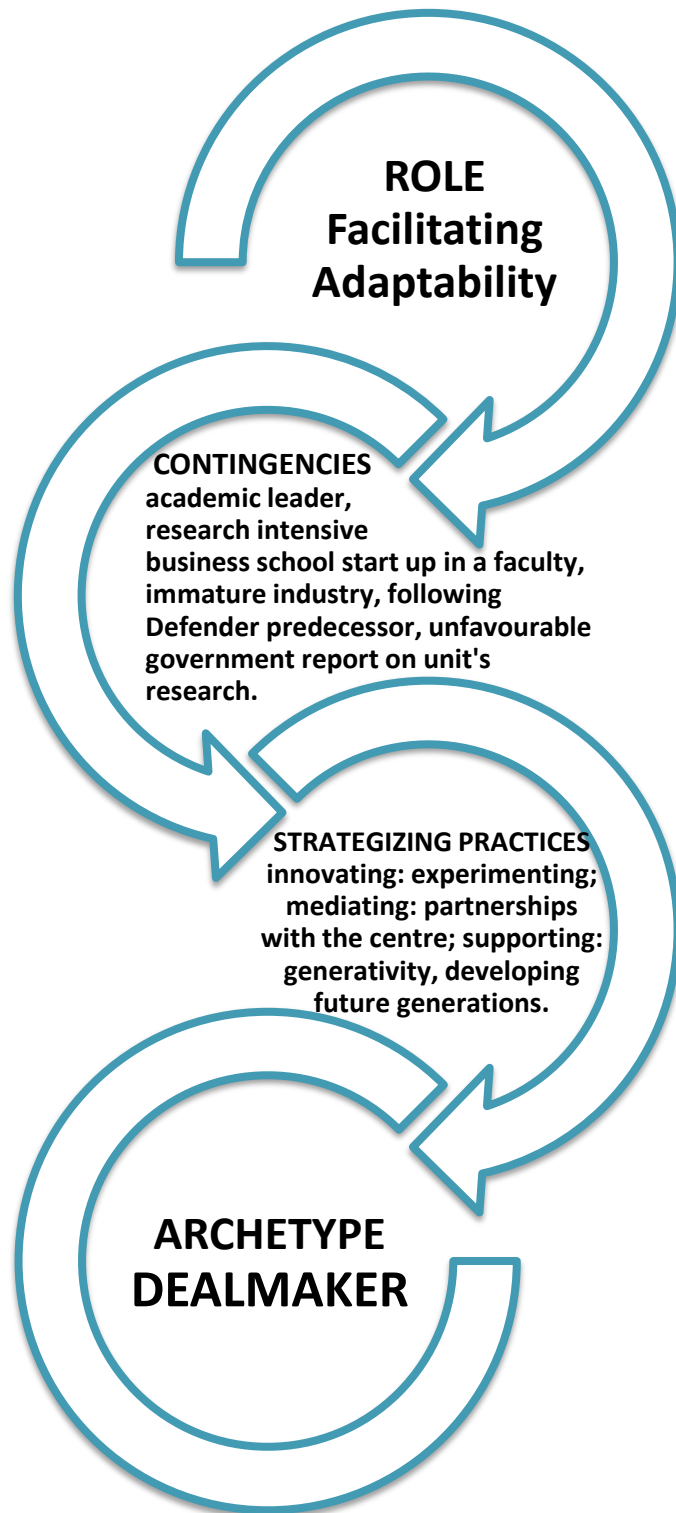 ROLE
Facilitating
Adaptability
CONTINGENCIES
academic leader,
research intensive
business school start up in a faculty,
immature industry, following
Defender predecessor, unfavourable
government report on unit's
research.
STRATEGIZING PRACTICES
innovating: experimenting;
mediating: partnerships
with the centre; supporting:
generativity, developing
future generations.
ARCHETYPE
DEALMAKER